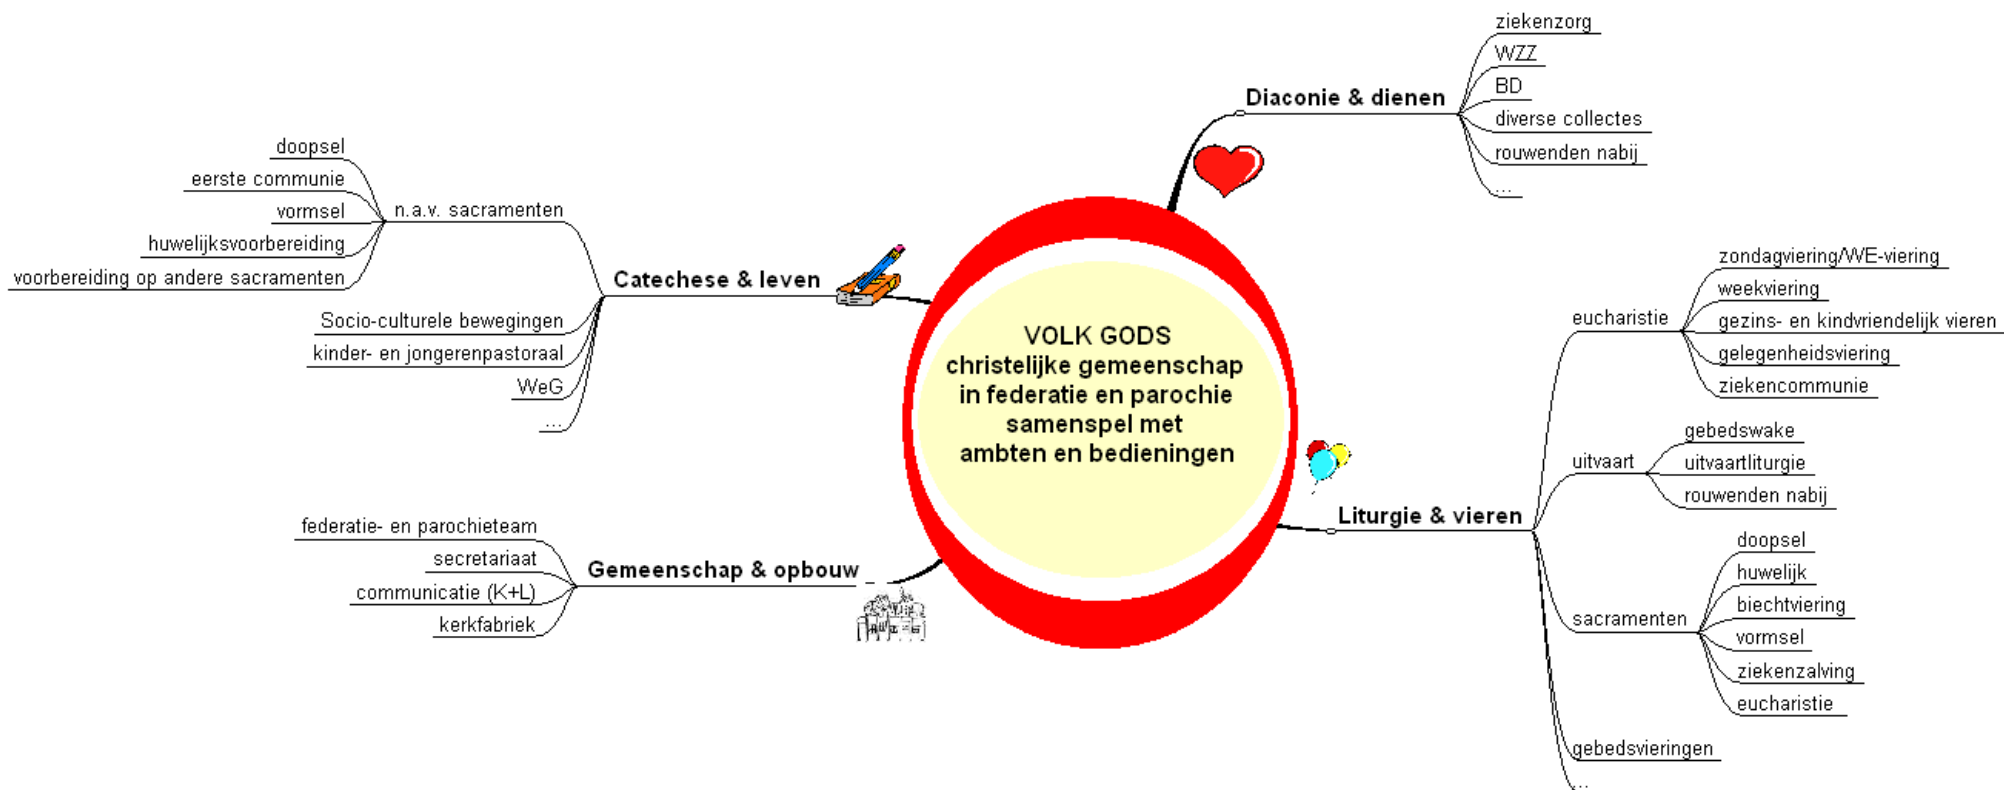 VOLK GODS
christelijke gemeenschap
in federatie en parochie
samenspel met
ambten en bedieningen
Diaconie & dienen
ziekenzorg
WZZ
BD
diverse collectes
rouwenden nabij
...
Liturgie & vieren
eucharistie
zondagviering/WE-viering
weekviering
gezins- en kindvriendelijk vieren
gelegenheidsviering
ziekencommunie
uitvaart
gebedswake
uitvaartliturgie
rouwenden nabij
sacramenten
doopsel
huwelijk
biechtviering
vormsel
ziekenzalving
eucharistie
gebedsvieringen
...
Catechese & leven
n.a.v. sacramenten
doopsel
eerste communie
vormsel
huwelijksvoorbereiding
voorbereiding op andere sacramenten
Socio-culturele bewegingen
kinder- en jongerenpastoraal
WeG
...
Gemeenschap & opbouw
federatie- en parochieteam
secretariaat
communicatie (K+L)
kerkfabriek